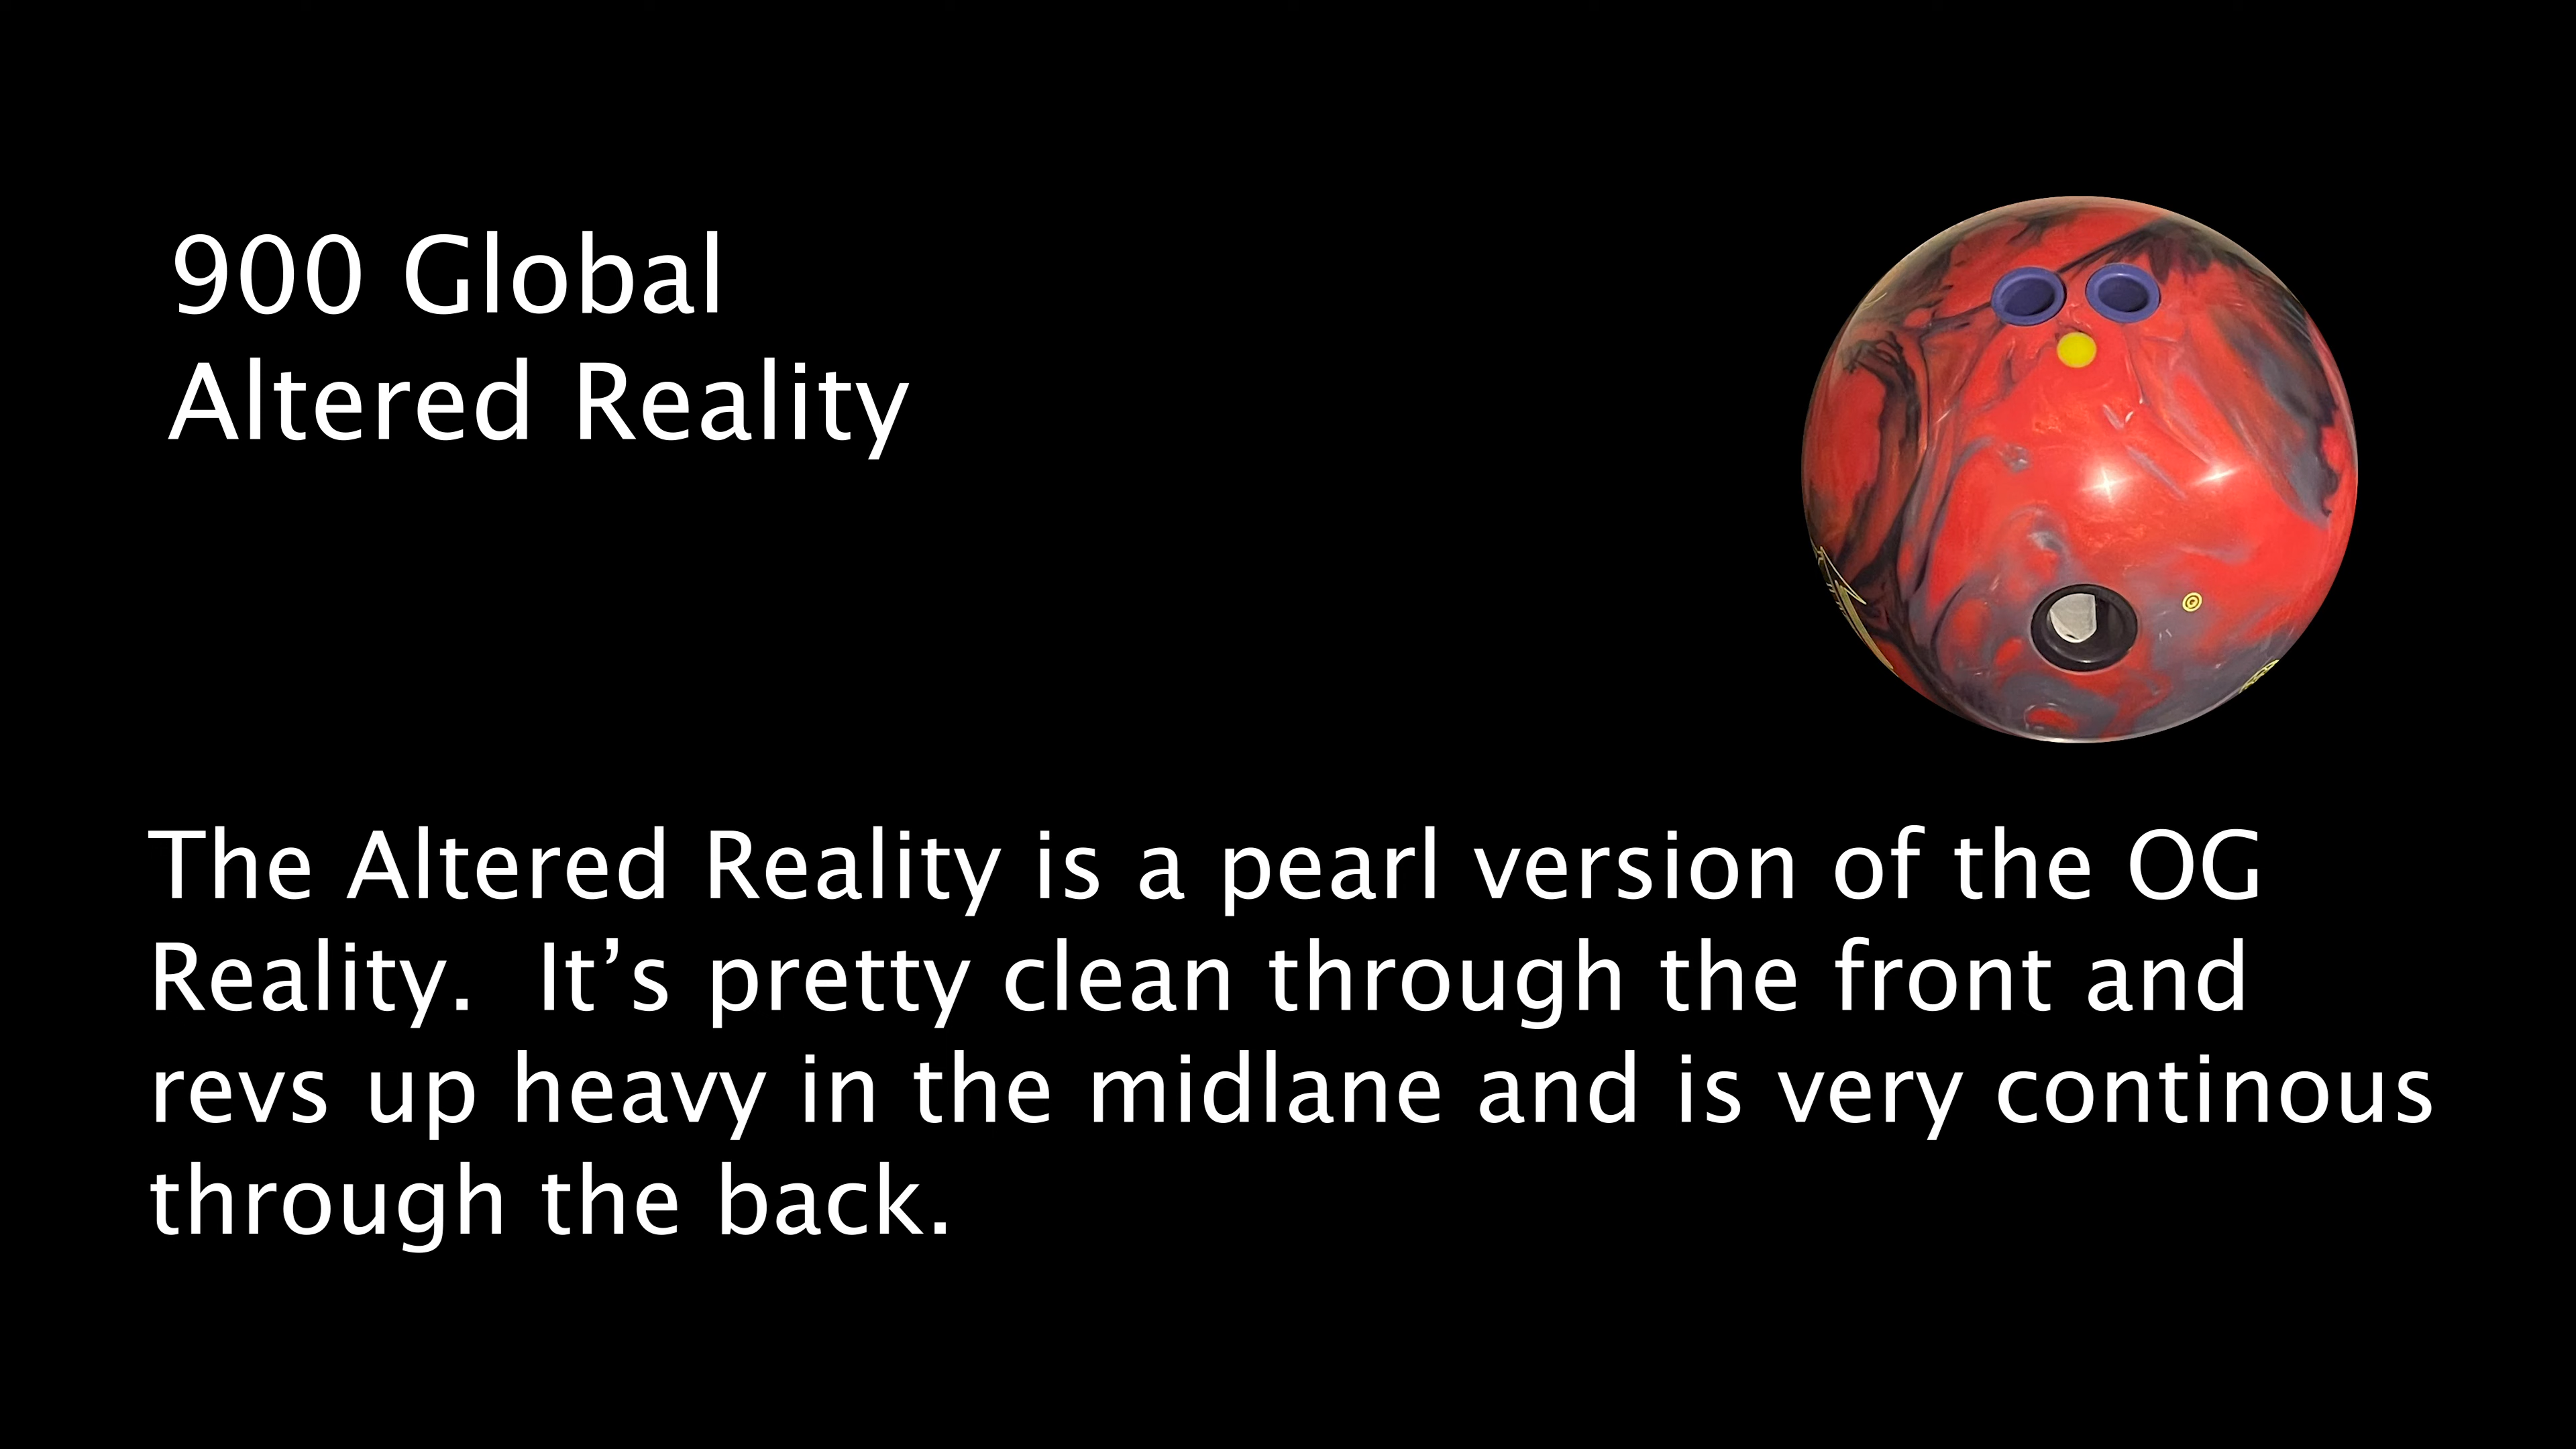 900 Global
Altered Reality
The Altered Reality is a pearl version of the OG
Reality.  It’s pretty clean through the front and
revs up heavy in the midlane and is very continous
through the back.